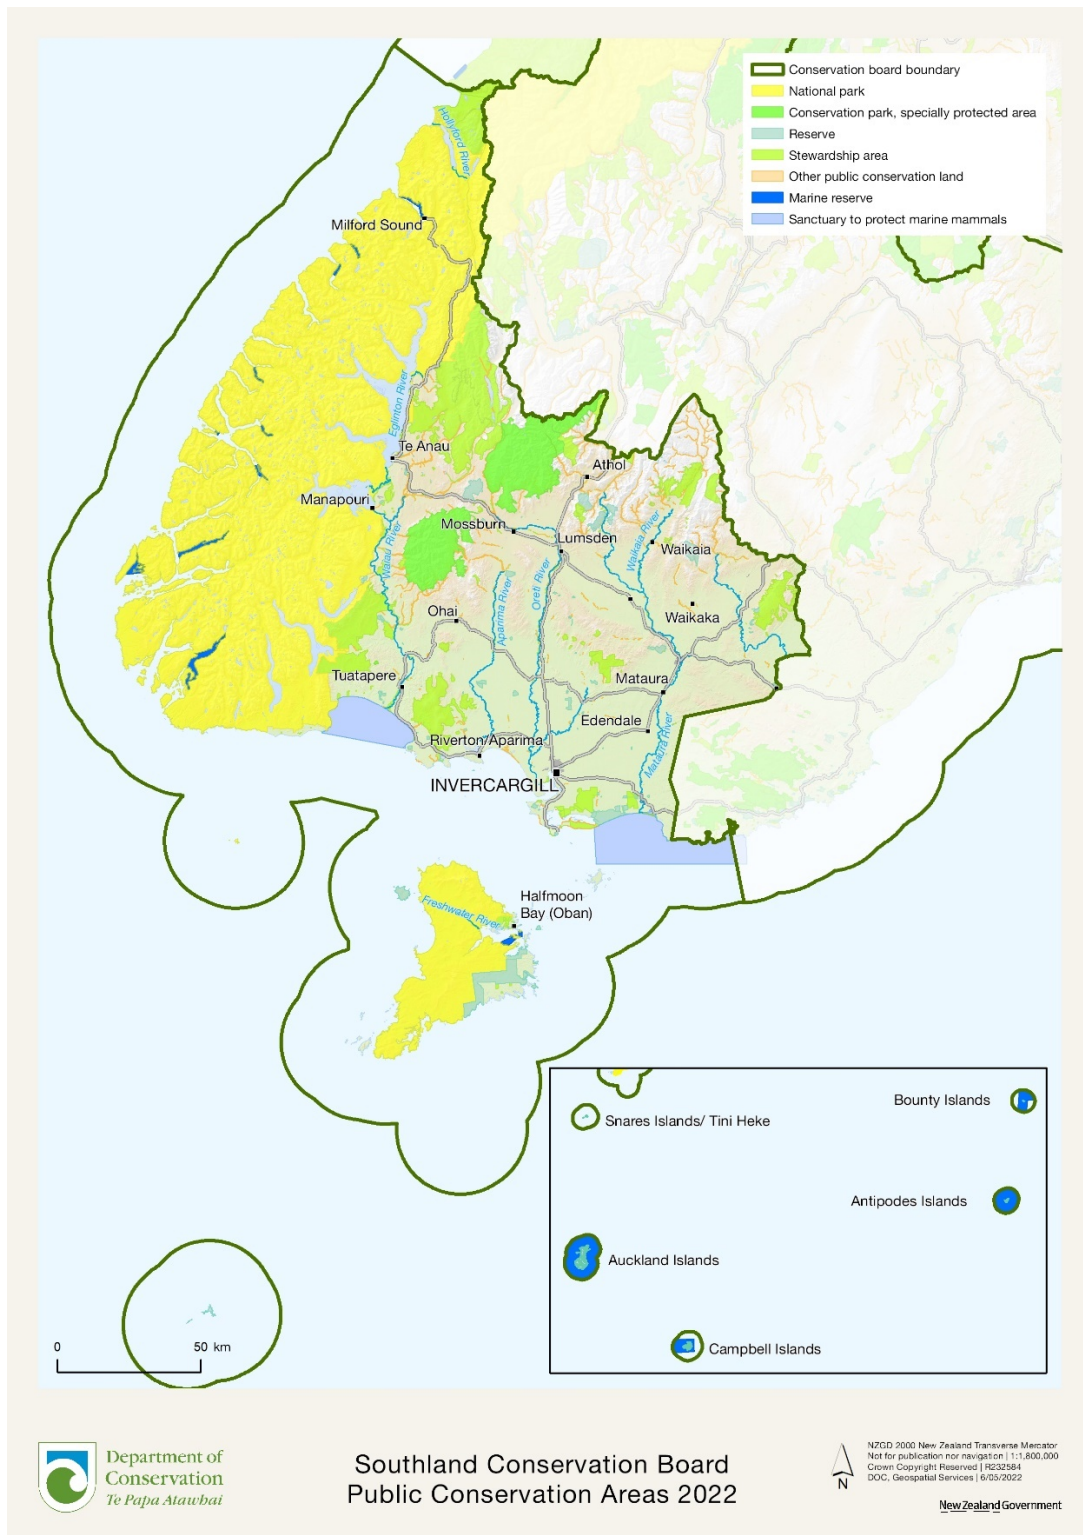 Conservation board boundary
National park
Conservation park, specially protected area
Reserve
Stewardship area
Other public conservation land
Marine reserve
Sanctuary to protect marine mammals
Hollyford River
Milford Sound
Eglinton River
Te Anau
Athol
Manapouri
Mossburn
Lumsden
Waikaia River
Waikaia
Waiau River
Oreti River
Aparima River
Ohai
Waikaka
Tuatapere
Mataura
Edendale
Riverton/Aparima
Mataura River
INVERCARGILL
Halfmoon
Bay (Oban)
Freshwater River
Bounty Islands
Snares Islands/ Tini Heke
Antipodes Islands
Auckland Islands
Campbell Islands
0 50 km
Department of
Conservation
Te Papa Atawhai
Southland Conservation Board
Public Conservation Areas 2022
N
NZGD 2000 New Zealand Transverse Mercator
Not for publication nor navigation | 1:1,800,000
Crown Copyright Reserved | R232584
DOC, Geospatial Services | 6/05/2022
New Zealand Government